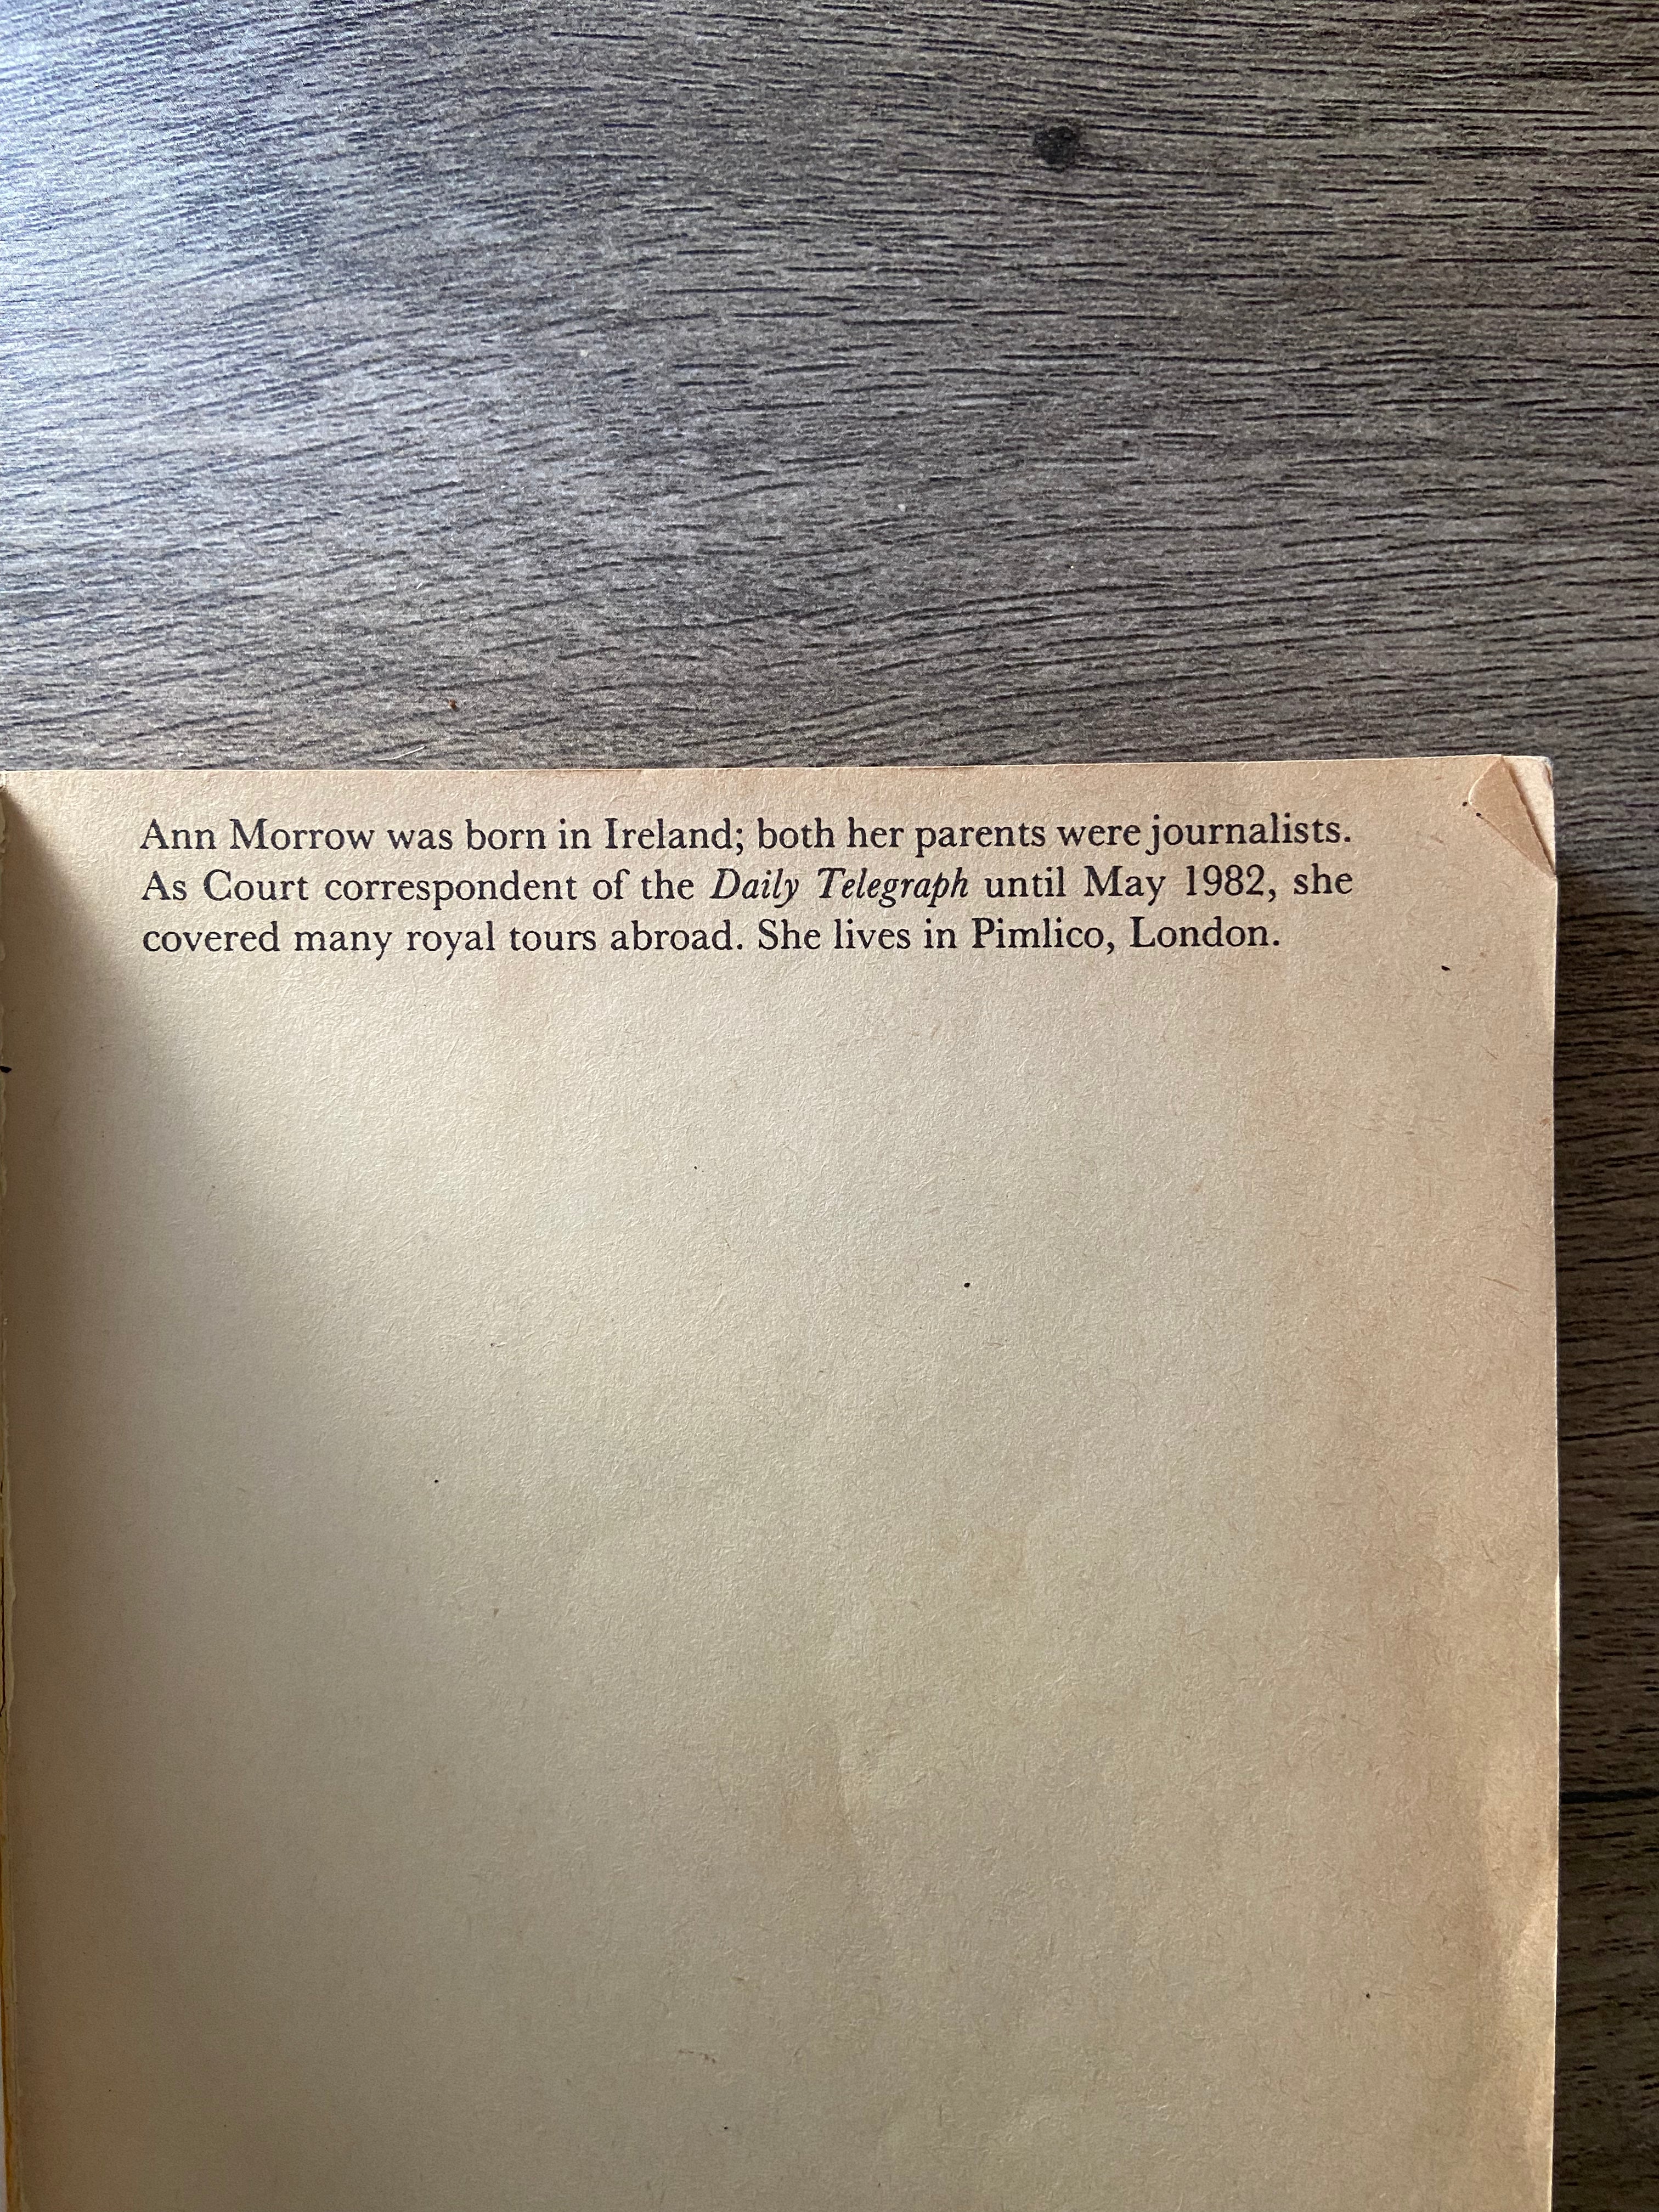 Ann Morrow was born in Ireland; both her parents were journalists.
As Court correspondent of the Daily Telegraph until May 1982, she
covered many royal tours abroad. She lives in Pimlico, London.